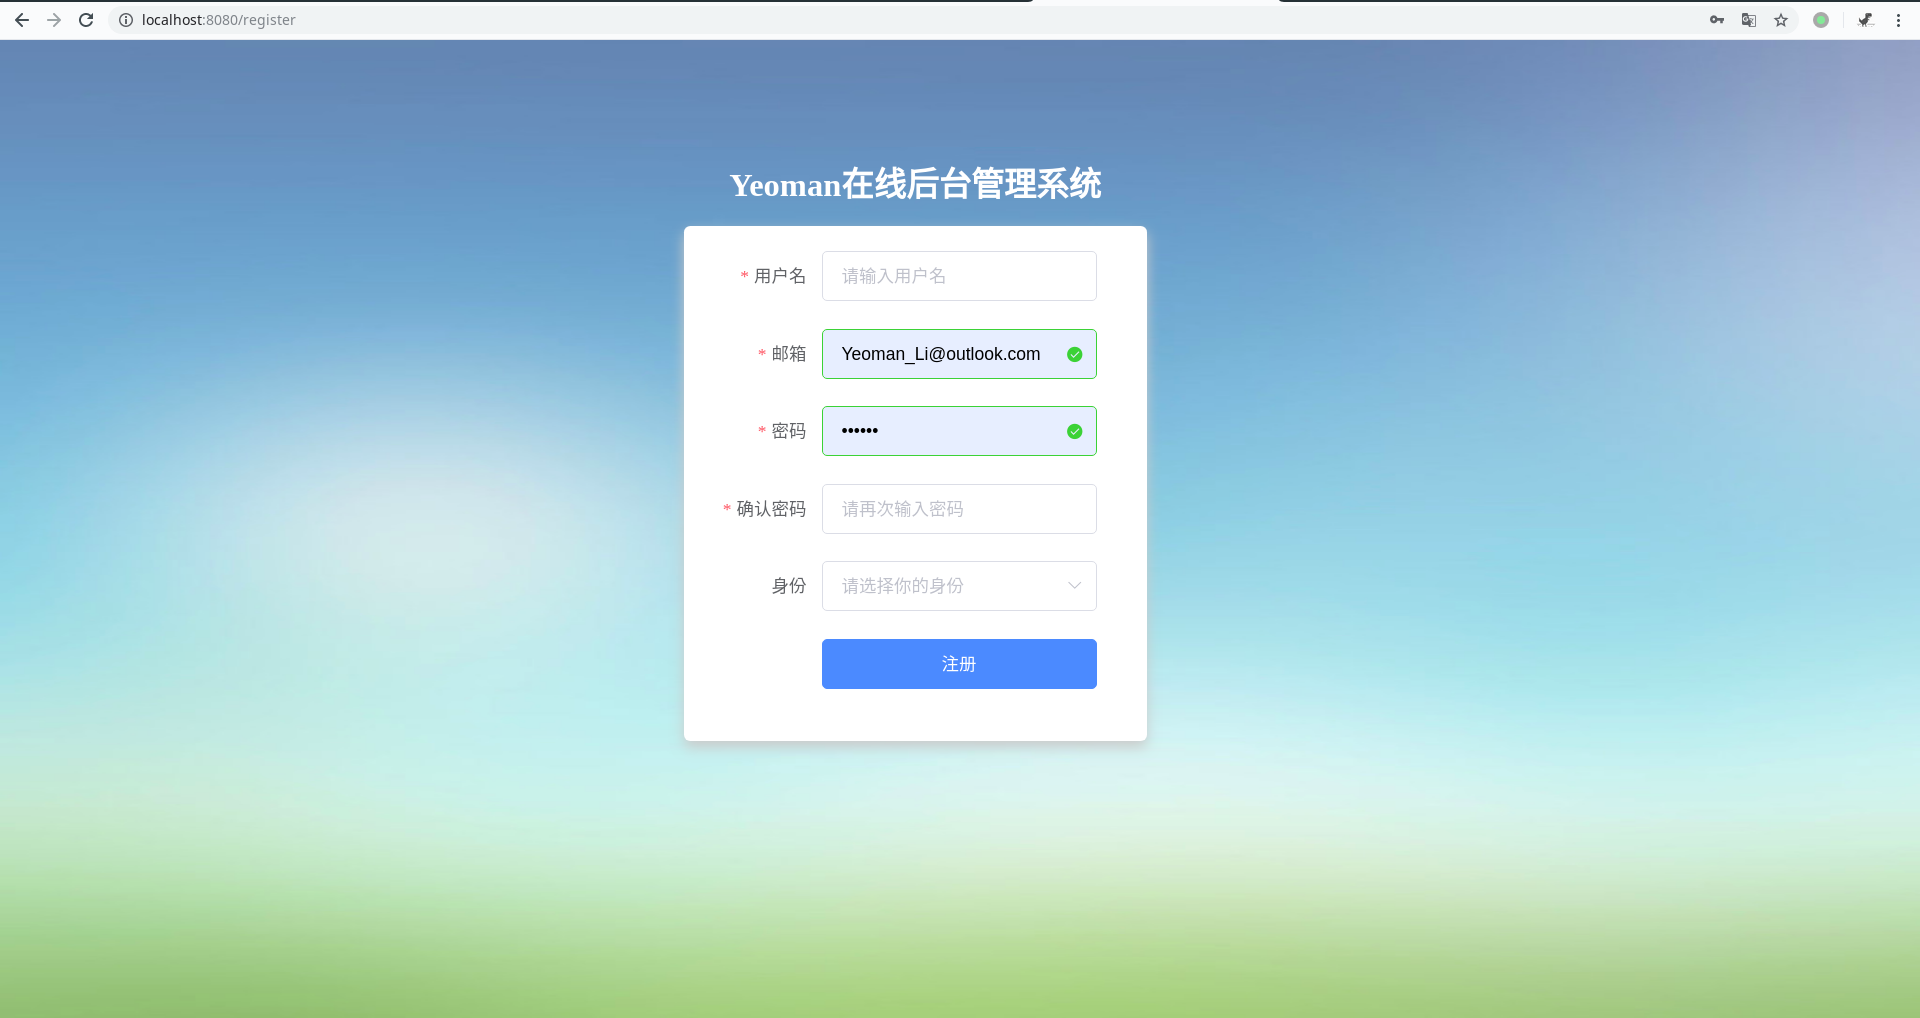 localhost:8080/register
Yeoman在线后台管理系统
* 用户名 请输入用户名
* 邮箱 Yeoman_Li@outlook.com
* 密码 ••••••
* 确认密码 请再次输入密码
身份 请选择你的身份
注册